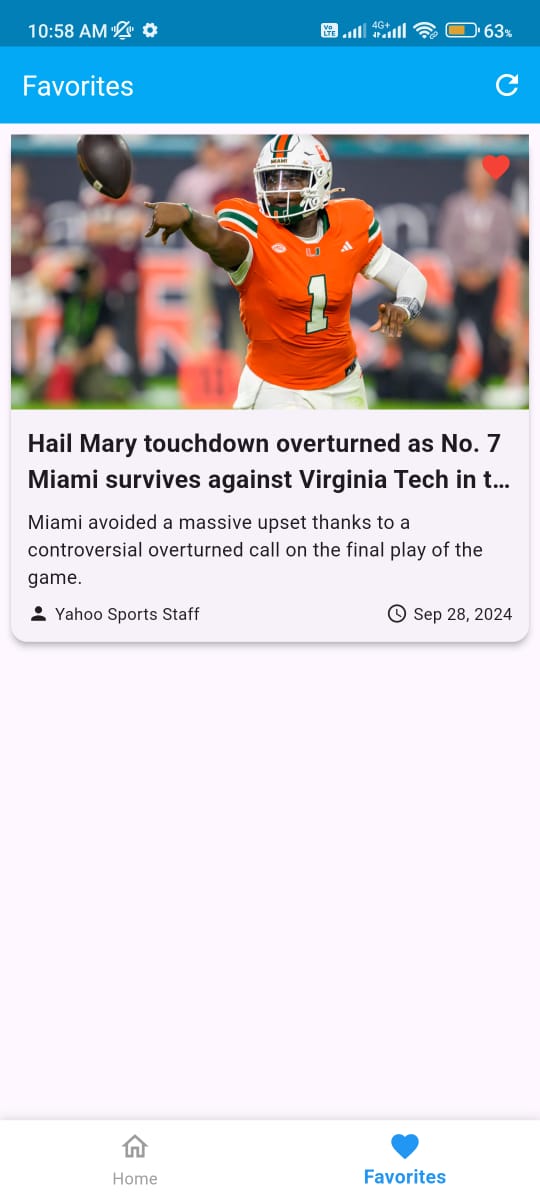 10:58 AM
Vo
LTE
4G+
63%
Favorites
MIAMI
1
Hail Mary touchdown overturned as No. 7
Miami survives against Virginia Tech in t...
Miami avoided a massive upset thanks to a
controversial overturned call on the final play of the
game.
Yahoo Sports Staff
Sep 28, 2024
Home
Favorites